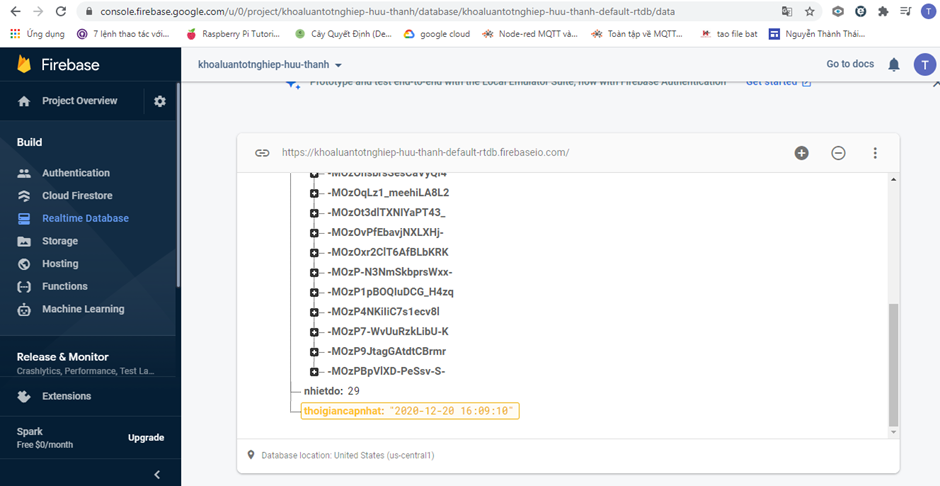 console.firebase.google.com/u/0/project/khoaluantotnghiep-huu-thanh/database/khoaluantotnghiep-huu-thanh-default-rtdb/data
T
Ứng dụng
7 lệnh thao tác với...
Raspberry Pi Tutori...
Cây Quyết Định (De...
google cloud
Node-red MQTT và...
Toàn tập về MQTT...
tao file bat
Nguyễn Thành Thái...
Firebase
khoaluantotnghiep-huu-thanh
Go to docs
T
Project Overview
Prototype and test end-to-end with the Local Emulator Suite, now with Firebase Authentication
Get started
Build
Authentication
Cloud Firestore
Realtime Database
Storage
Hosting
Functions
Machine Learning
Release & Monitor
Crashlytics, Performance, Test La...
Extensions
Spark
Free $0/month
Upgrade
https://khoaluantotnghiep-huu-thanh-default-rtdb.firebaseio.com/
-MOzOqLz1_meehiLA8L2
-MOzOt3dlTXNIYaPT43_
-MOzOvPfEbavjNXLXHj-
-MOzOxr2ClT6AfBLbKRK
-MOzP-N3NmSkbprsWxx-
-MOzP1pBOQIuDCG_H4zq
-MOzP4NKiIiC7s1ecv8l
-MOzP7-WvUuRzkLibU-K
-MOzP9JtagGAtdtCBrmr
-MOzPBpVlXD-PeSsv-S-
nhietdo: 29
thoigiancapnhat: "2020-12-20 16:09:10"
Database location: United States (us-central1)